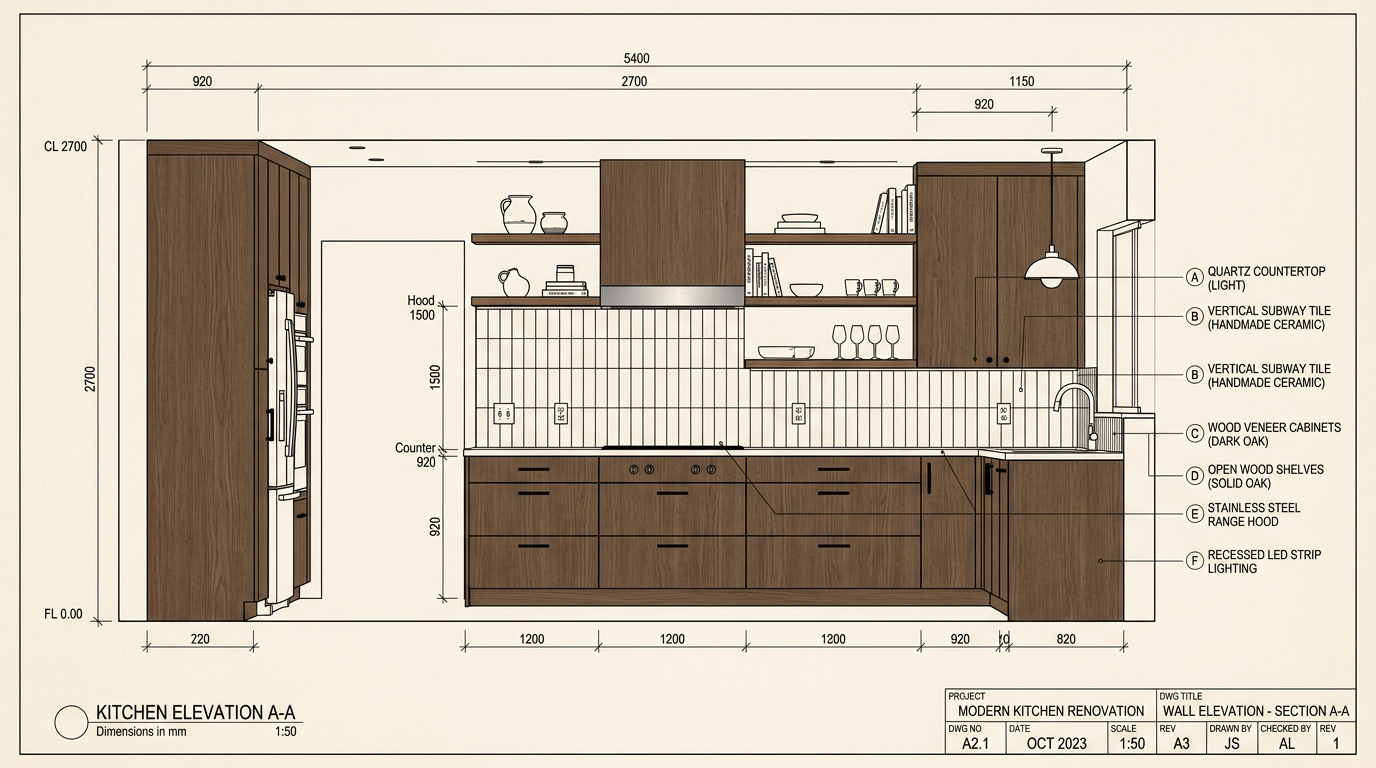 5400
920
2700
1150
920
CL 2700
2700
FL 0.00
Hood
1500
1500
Counter
920
920
A QUARTZ COUNTERTOP
(LIGHT)
B VERTICAL SUBWAY TILE
(HANDMADE CERAMIC)
B VERTICAL SUBWAY TILE
(HANDMADE CERAMIC)
C WOOD VENEER CABINETS
(DARK OAK)
D OPEN WOOD SHELVES
(SOLID OAK)
E STAINLESS STEEL
RANGE HOOD
F RECESSED LED STRIP
LIGHTING
220
1200
1200
1200
920
820
KITCHEN ELEVATION A-A
Dimensions in mm 1:50
PROJECT
MODERN KITCHEN RENOVATION
DWG TITLE
WALL ELEVATION - SECTION A-A
DWG NO
A2.1
DATE
OCT 2023
SCALE
1:50
REV
A3
DRAWN BY
JS
CHECKED BY
AL
REV
1